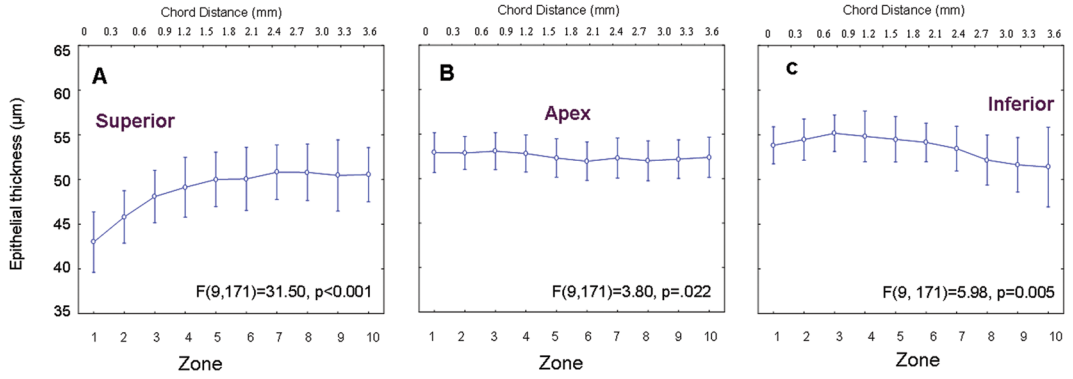 Chord Distance (mm)
0 0.3 0.6 0.9 1.2 1.5 1.8 2.1 2.4 2.7 3.0 3.3 3.6
Chord Distance (mm)
0 0.3 0.6 0.9 1.2 1.5 1.8 2.1 2.4 2.7 3.0 3.3 3.6
Chord Distance (mm)
0 0.3 0.6 0.9 1.2 1.5 1.8 2.1 2.4 2.7 3.0 3.3 3.6
Epithelial thickness (µm)
65
60
55
50
45
40
35
A
Superior
F(9,171)=31.50, p<0.001
1 2 3 4 5 6 7 8 9 10
Zone
B
Apex
F(9,171)=3.80, p=.022
1 2 3 4 5 6 7 8 9 10
Zone
c
Inferior
F(9, 171)=5.98, p=0.005
1 2 3 4 5 6 7 8 9 10
Zone